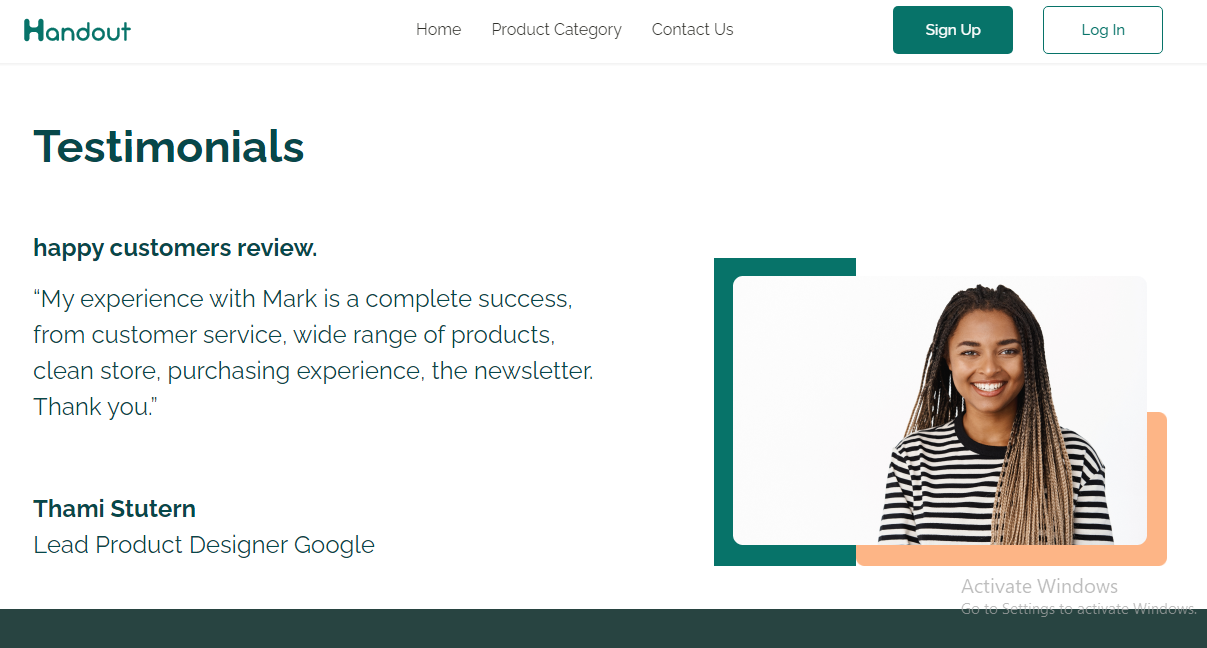 Handout
Home
Product Category
Contact Us
Sign Up
Log In
Testimonials
happy customers review.
“My experience with Mark is a complete success,
from customer service, wide range of products,
clean store, purchasing experience, the newsletter.
Thank you.”
Thami Stutern
Lead Product Designer Google
Activate Windows
Go to Settings to activate Windows.